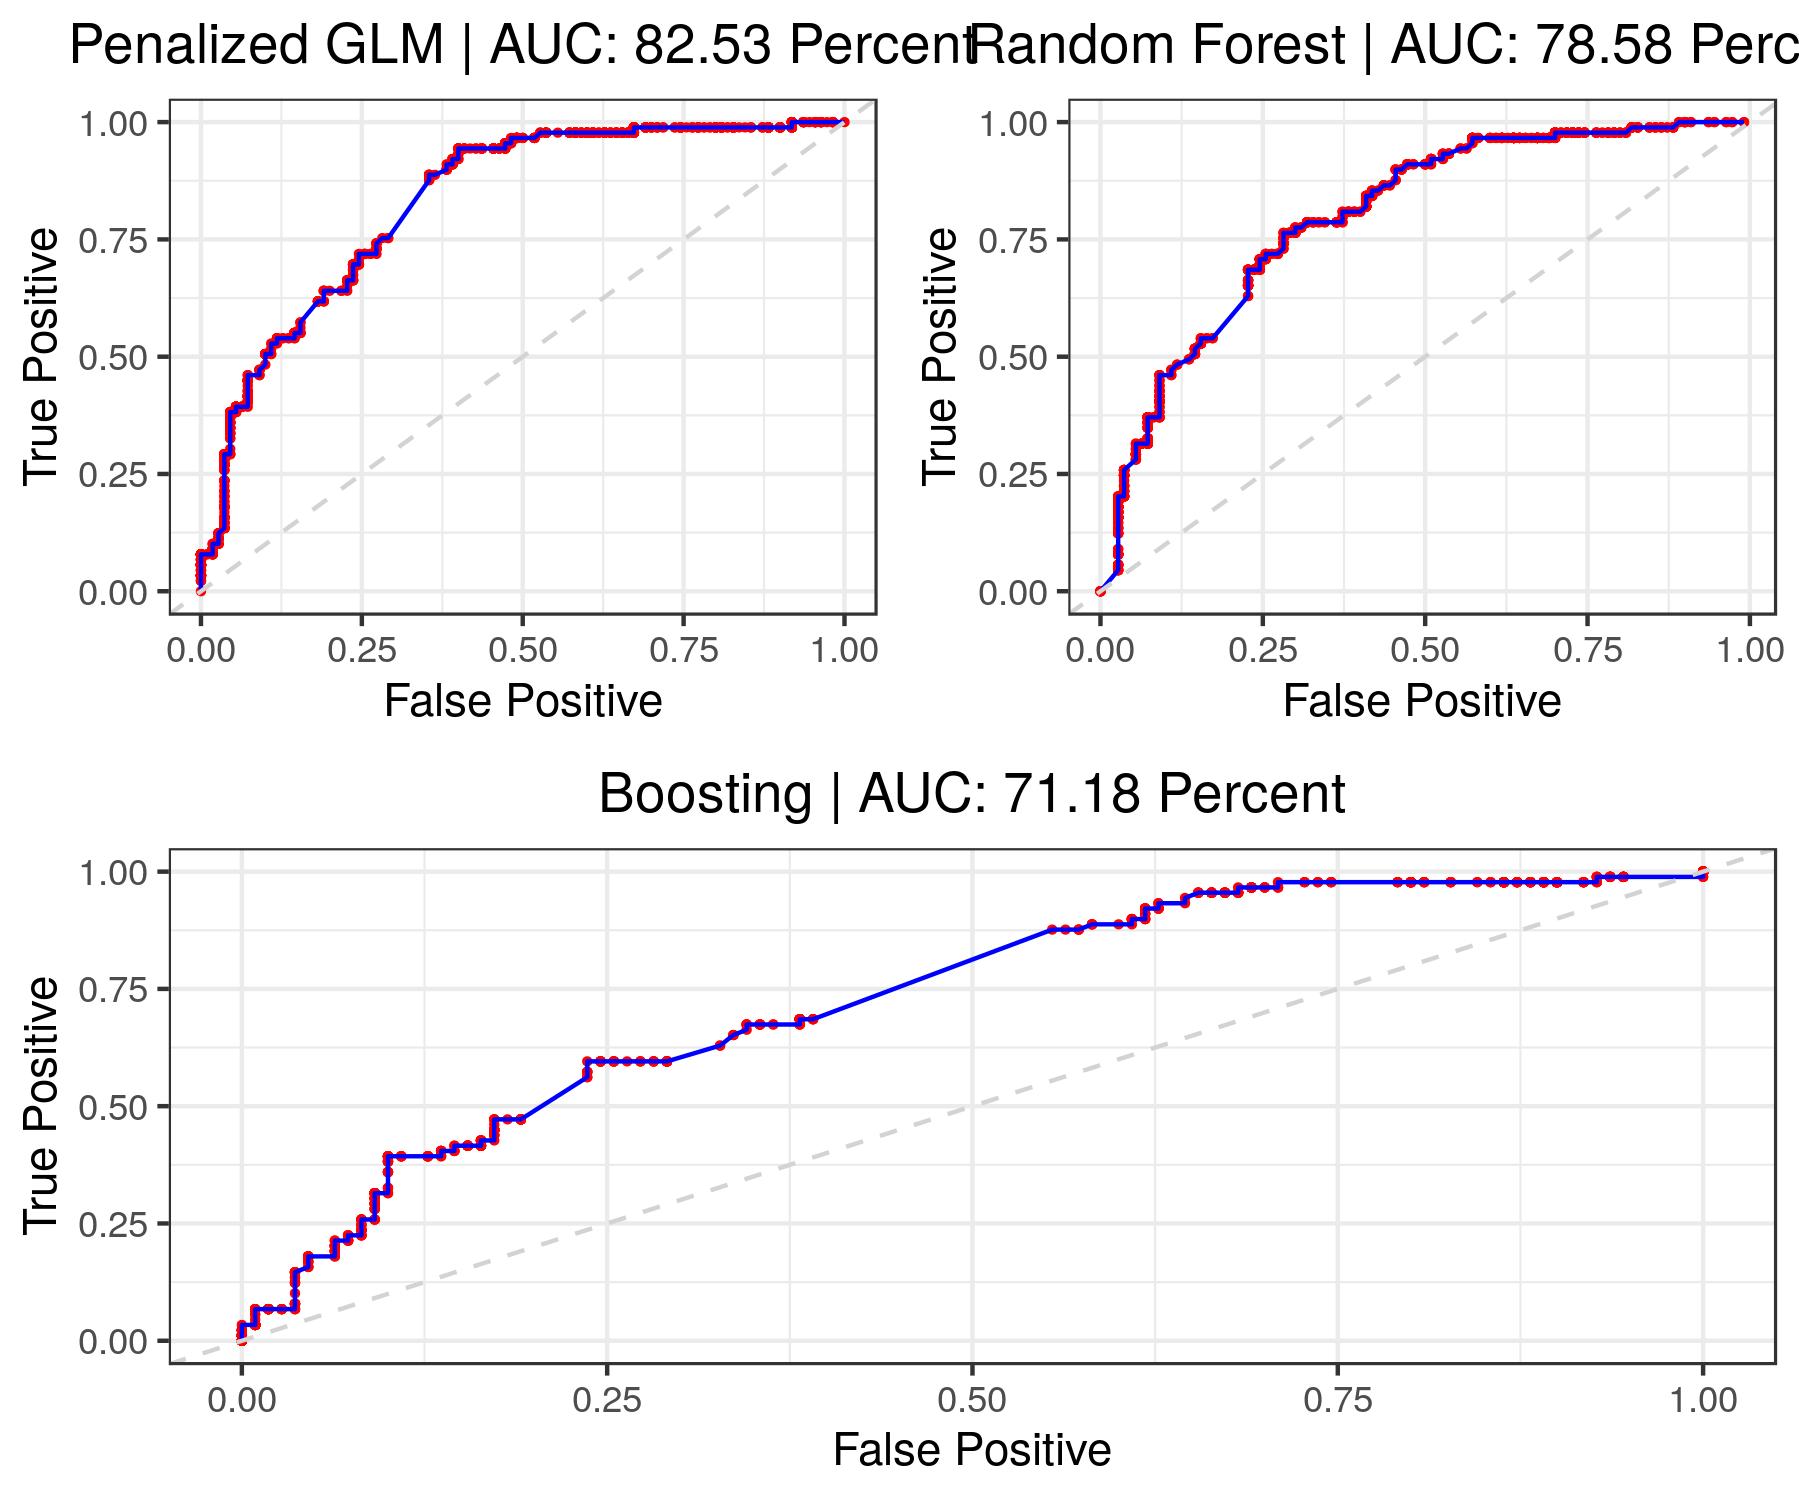 Penalized GLM | AUC: 82.53 Percent
Random Forest | AUC: 78.58 Perc
True Positive
1.00
0.75
0.50
0.25
0.00
0.00 0.25 0.50 0.75 1.00
False Positive
True Positive
1.00
0.75
0.50
0.25
0.00
0.00 0.25 0.50 0.75 1.00
False Positive
Boosting | AUC: 71.18 Percent
True Positive
1.00
0.75
0.50
0.25
0.00
0.00 0.25 0.50 0.75 1.00
False Positive